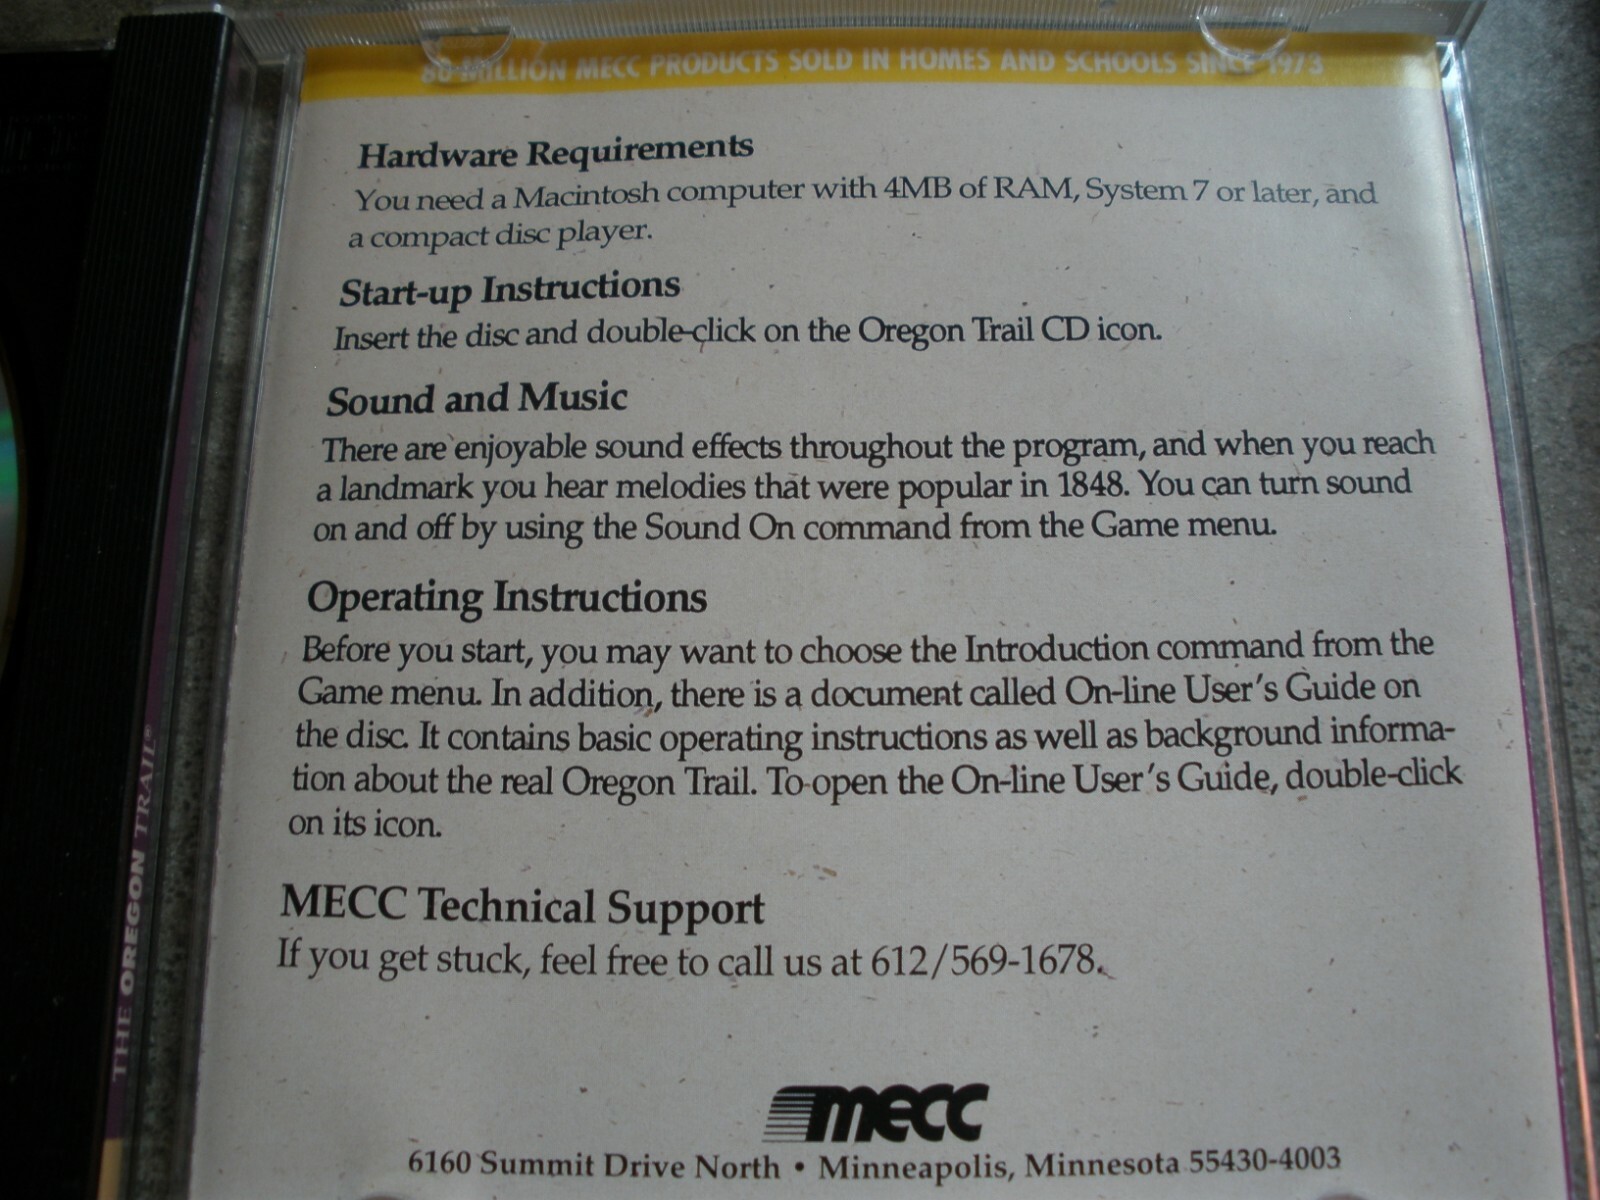 80 MILLION MECC PRODUCTS SOLD IN HOMES AND SCHOOLS SINCE 1973
Hardware Requirements
You need a Macintosh computer with 4MB of RAM, System 7 or later, and
a compact disc player.
Start-up Instructions
Insert the disc and double-click on the Oregon Trail CD icon.
Sound and Music
There are enjoyable sound effects throughout the program, and when you reach
a landmark you hear melodies that were popular in 1848. You can turn sound
on and off by using the Sound On command from the Game menu.
Operating Instructions
Before you start, you may want to choose the Introduction command from the
Game menu. In addition, there is a document called On-line User's Guide on
the disc. It contains basic operating instructions as well as background informa-
tion about the real Oregon Trail. To open the On-line User's Guide, double-click
on its icon.
MECC Technical Support
If you get stuck, feel free to call us at 612/569-1678.
mecc
6160 Summit Drive North • Minneapolis, Minnesota 55430-4003
THE OREGON TRAIL®